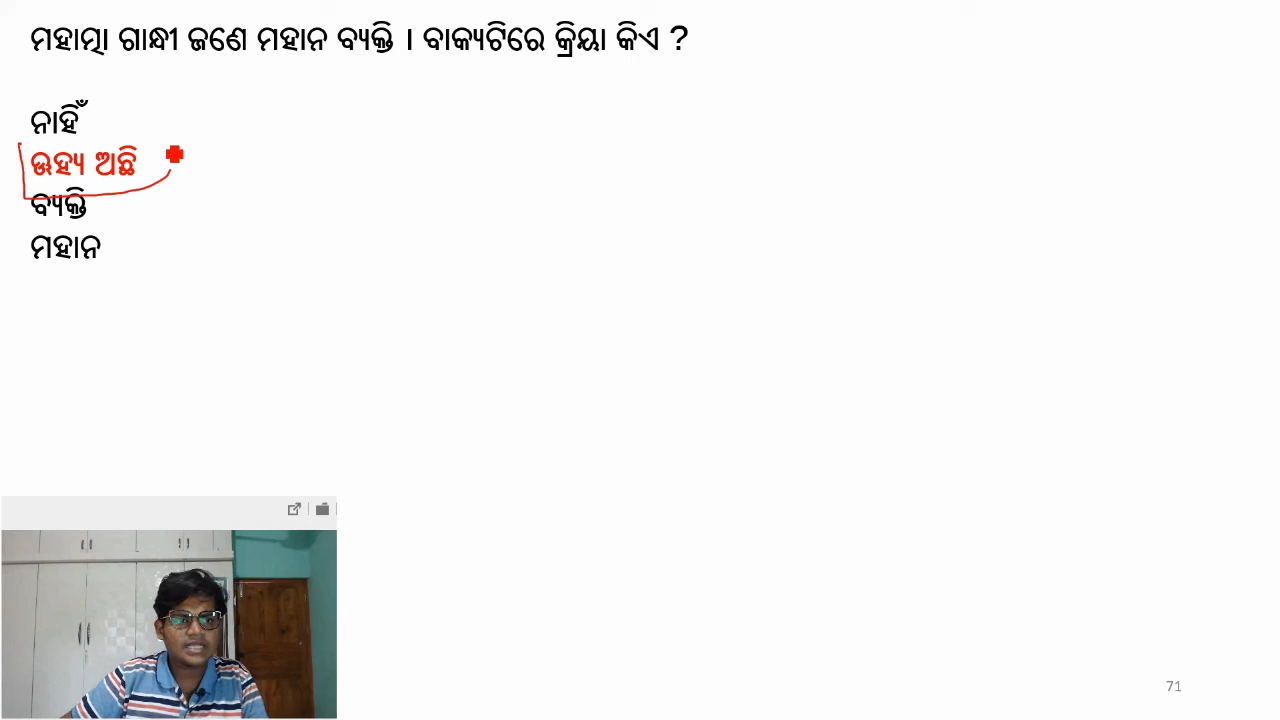 ମହାତ୍ମା ଗାନ୍ଧୀ ଜଣେ ମହାନ ବ୍ୟକ୍ତି । ବାକ୍ୟଟିରେ କ୍ରିୟା କିଏ ?
ନାହିଁ
ଊହ୍ୟ ଅଛି
ବ୍ୟକ୍ତି
ମହାନ
71